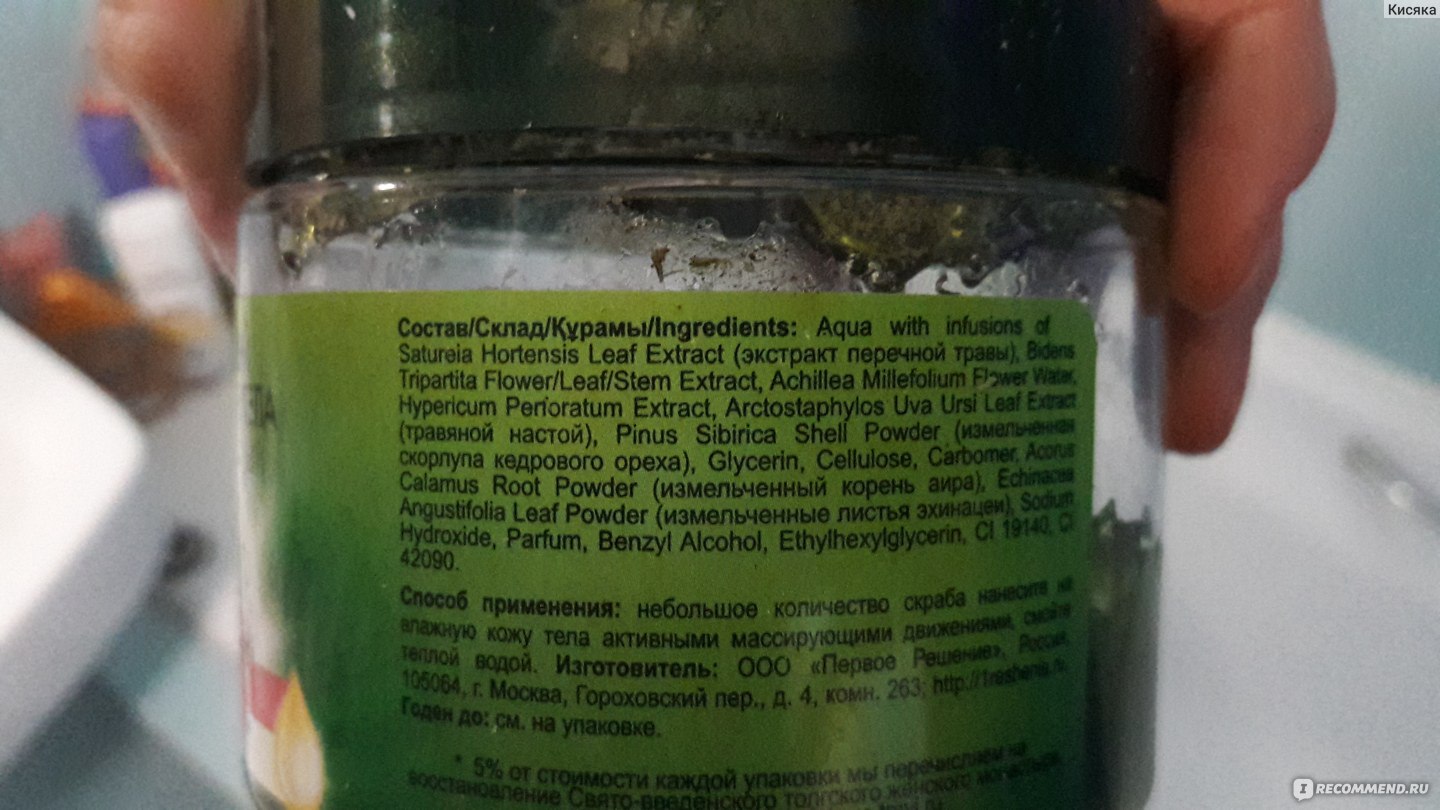 Кисяка
Состав/Склад/Құрамы/Ingredients: Aqua with infusions of
Satureia Hortensis Leaf Extract (экстракт перечной травы), Bidens
Tripartita Flower/Leaf/Stem Extract, Achillea Millefolium Flower Water,
Hypericum Perforatum Extract, Arctostaphylos Uva Ursi Leaf Extract
(травяной настой), Pinus Sibirica Shell Powder (измельченная
скорлупа кедрового ореха), Glycerin, Cellulose, Carbomer, Acorus
Calamus Root Powder (измельченный корень аира), Echinacea
Angustifolia Leaf Powder (измельченные листья эхинацеи), Sodium
Hydroxide, Parfum, Benzyl Alcohol, Ethylhexylglycerin, CI 19140, CI
42090.
Способ применения: небольшое количество скраба нанесите на
влажную кожу тела активными массирующими движениями, смойте
теплой водой. Изготовитель: ООО «Первое Решение», Россия,
105064, г. Москва, Гороховский пер., д. 4, комн. 263; http://1reshenie.ru
Годен до: см. на упаковке.
* 5% от стоимости каждой упаковки мы перечисляем на
восстановление Свято-введенского толгского женского
IRECOMMEND.RU